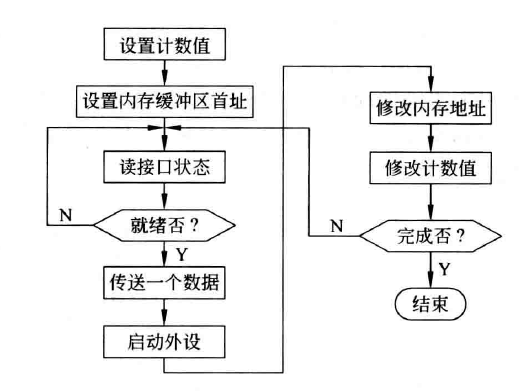 设置计数值
设置内存缓冲区首址
读接口状态
就绪否？
N
Y
传送一个数据
启动外设
修改内存地址
修改计数值
完成否？
N
Y
结束